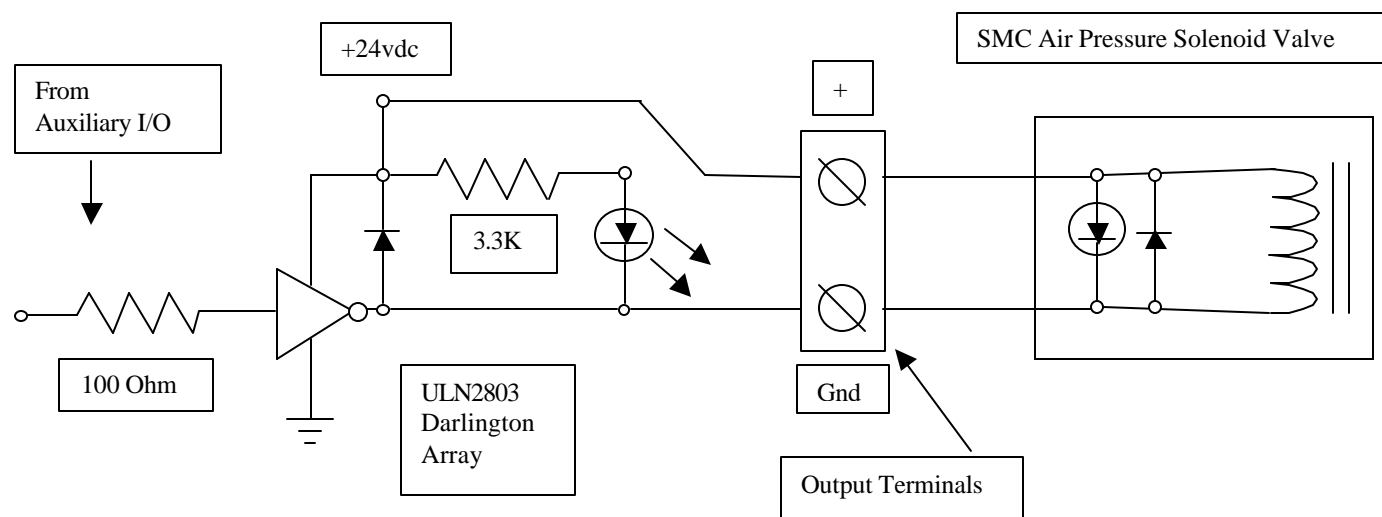 +24vdc
SMC Air Pressure Solenoid Valve
From
Auxiliary I/O
+
3.3K
100 Ohm
ULN2803
Darlington
Array
Gnd
Output Terminals